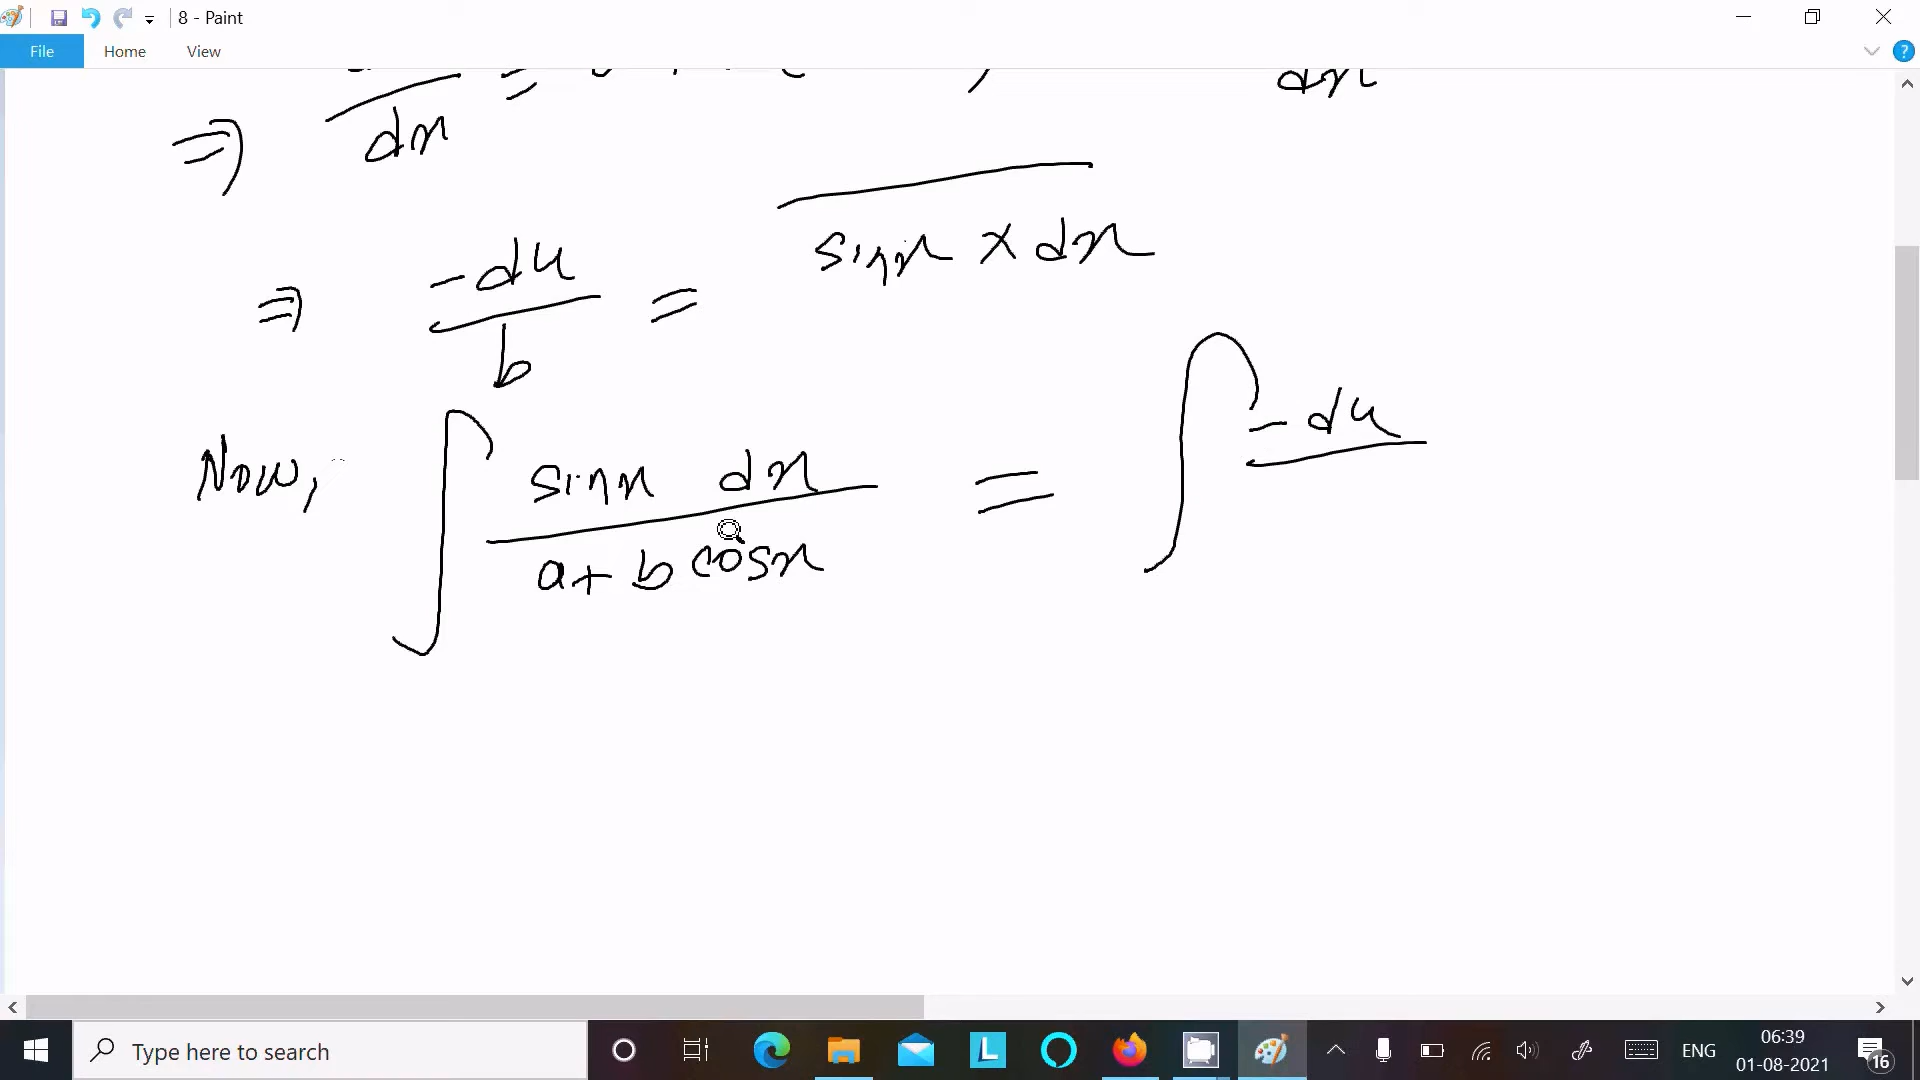 8 - Paint
File Home View
⇒ dx = , dx
sinx × dx
⇒ -du/b =
Now, ∫ sinx dx / a+ b cosx = ∫ -du
Type here to search
L
ENG
06:39
01-08-2021
16